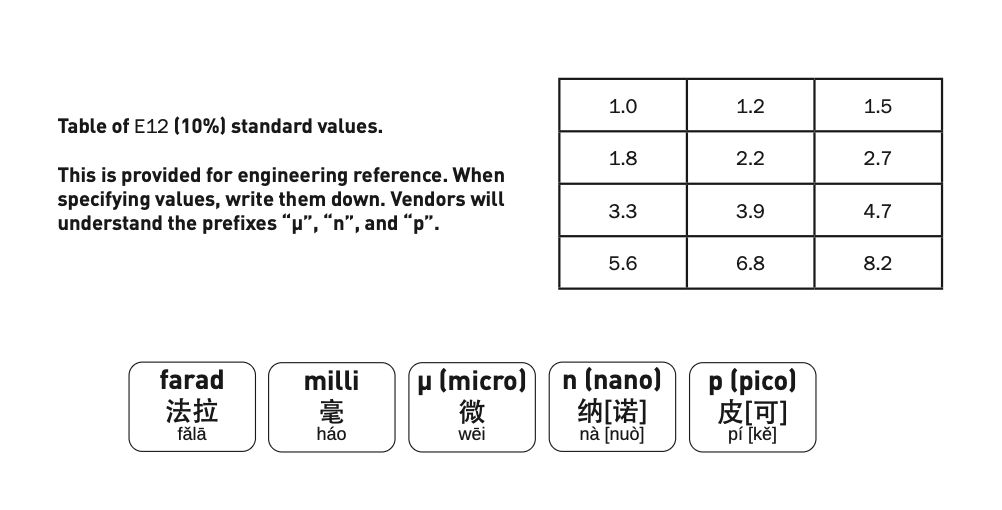 Table of E12 (10%) standard values.
This is provided for engineering reference. When
specifying values, write them down. Vendors will
understand the prefixes “µ”, “n”, and “p”.
1.0 1.2 1.5
1.8 2.2 2.7
3.3 3.9 4.7
5.6 6.8 8.2
farad
法拉
fǎlā
milli
毫
háo
µ (micro)
微
wēi
n (nano)
纳[诺]
nà [nuò]
p (pico)
皮[可]
pí [kě]